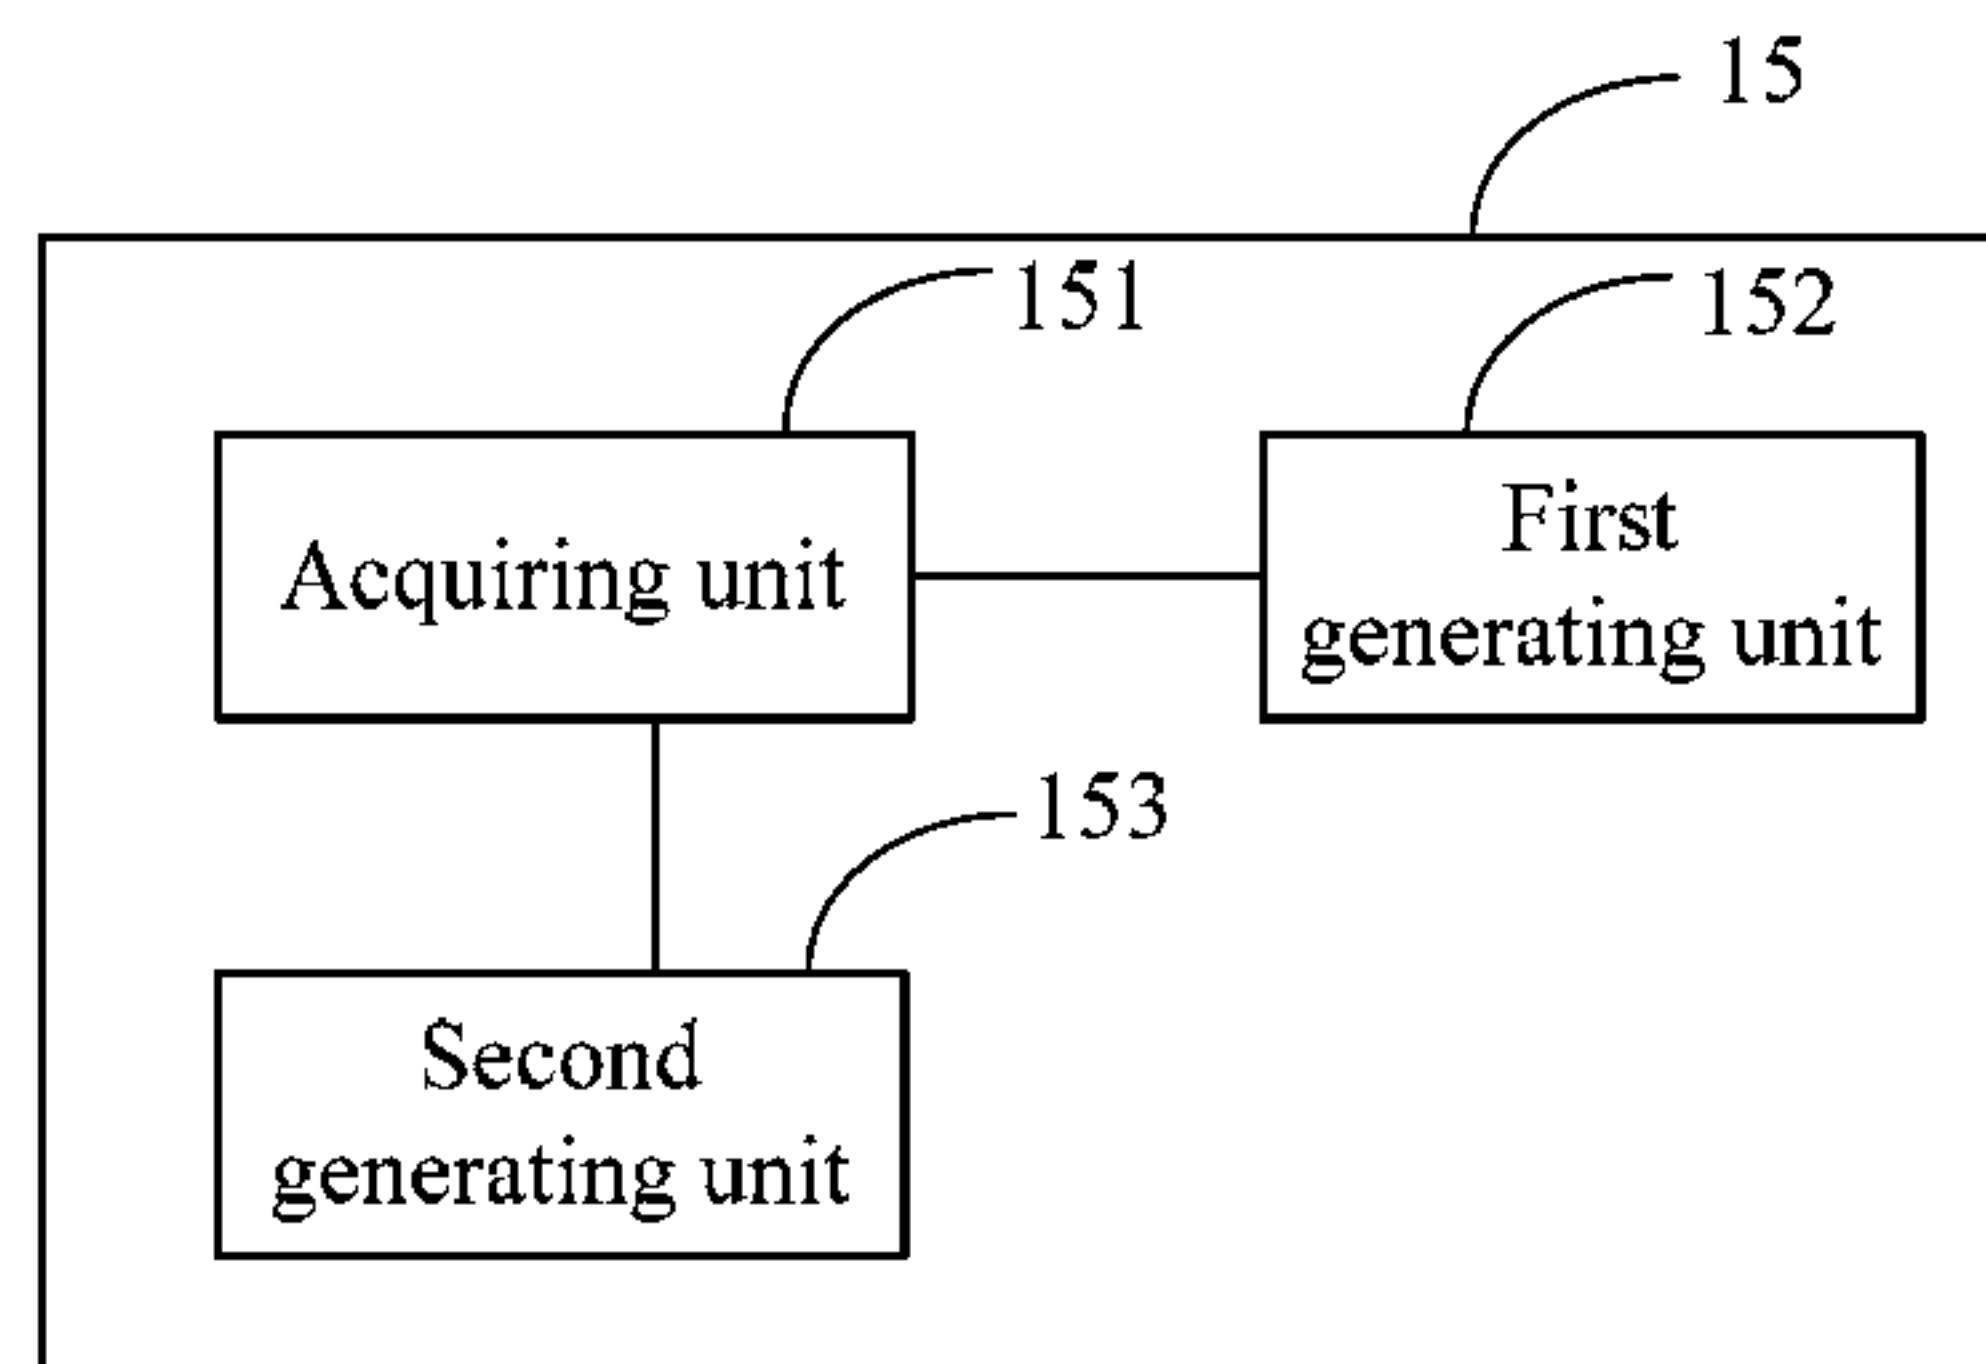 15
151
152
Acquiring unit
First
generating unit
153
Second
generating unit